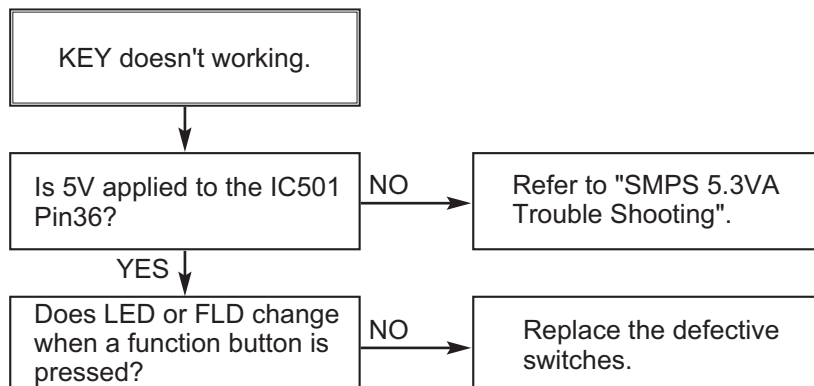 KEY doesn't working.
Is 5V applied to the IC501
Pin36?
NO
Refer to "SMPS 5.3VA
Trouble Shooting".
YES
Does LED or FLD change
when a function button is
pressed?
NO
Replace the defective
switches.